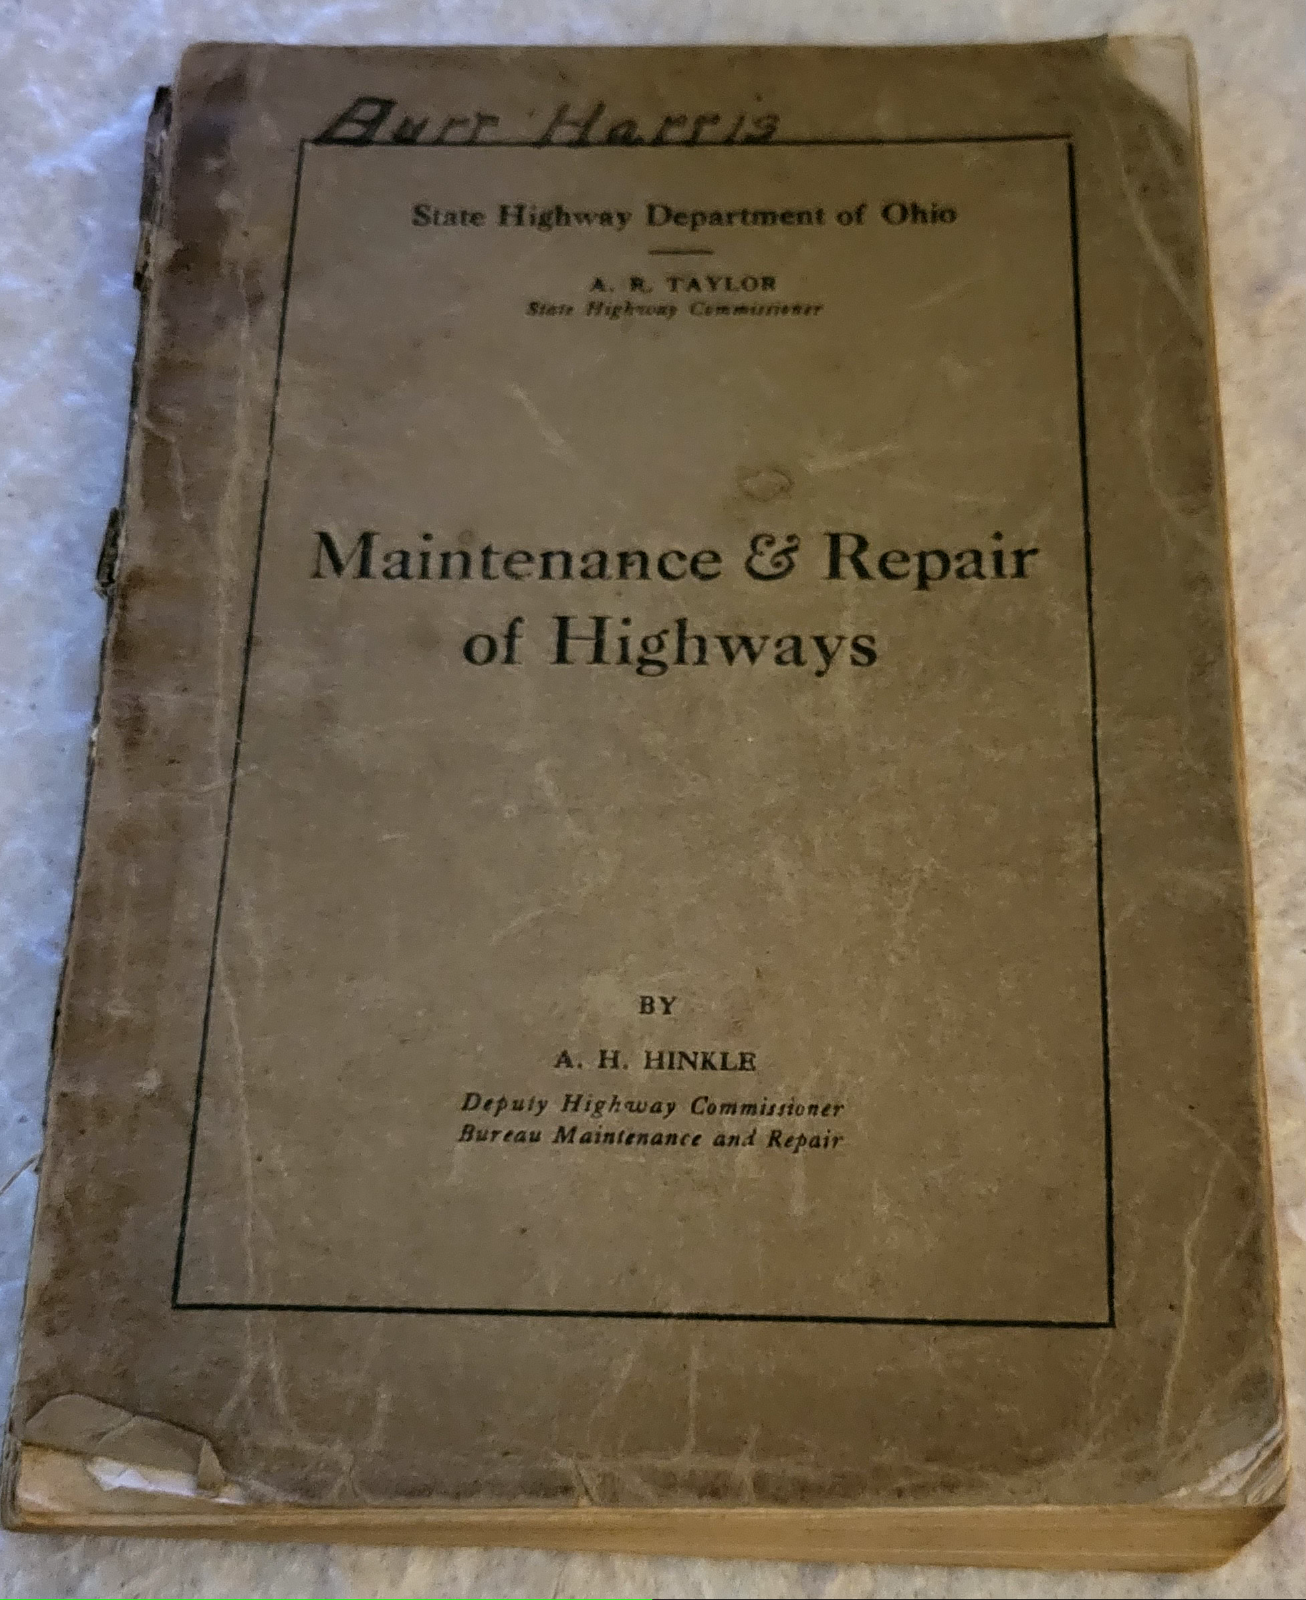 Burr Harris
State Highway Department of Ohio
A. R. TAYLOR
State Highway Commissioner
Maintenance & Repair
of Highways
BY
A. H. HINKLE
Deputy Highway Commissioner
Bureau Maintenance and Repair